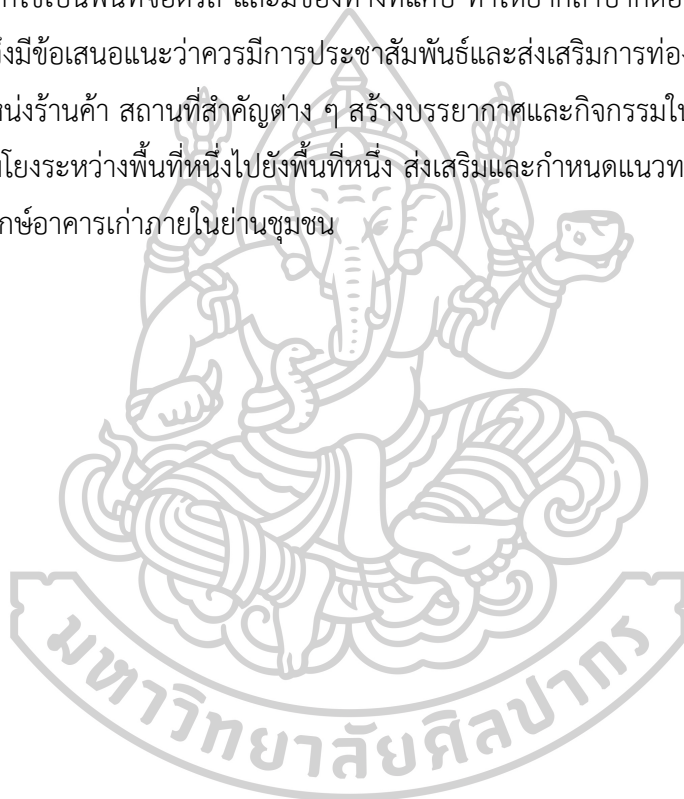 ใช้เป็นพื้นที่จอดรถ และมีช่องทางที่แคบ ทำให้ยากลำบากต่อ
มีข้อเสนอแนะว่าควรมีการประชาสัมพันธ์และส่งเสริมการท่อง
หน่งร้านค้า สถานที่สำคัญต่าง ๆ สร้างบรรยากาศและกิจกรรมใน
โยงระหว่างพื้นที่หนึ่งไปยังพื้นที่หนึ่ง ส่งเสริมและกำหนดแนวท
กษ์อาคารเก่าภายในย่านชุมชน
มหาวิทยาลัยศิลปากร